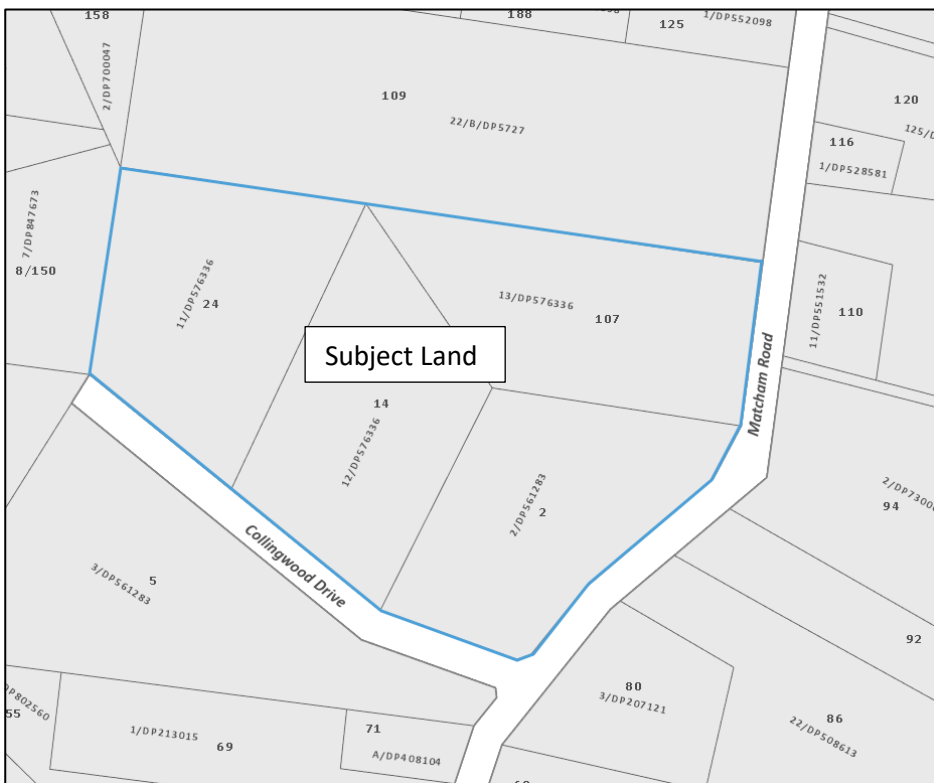 158
188
1/DP552098
125
2/DP700047
109
22/B/DP5727
120
125/D
116
1/DP528581
7/DP847673
8/150
11/DP576336
24
13/DP576336
107
11/DP551532
110
Subject Land
Matcham Road
14
12/DP576336
2/DP561283
2
2/DP7300
94
Collingwood Drive
5
3/DP561283
92
80
3/DP207121
DP802560
55
1/DP213015
69
71
A/DP408104
86
22/DP508613